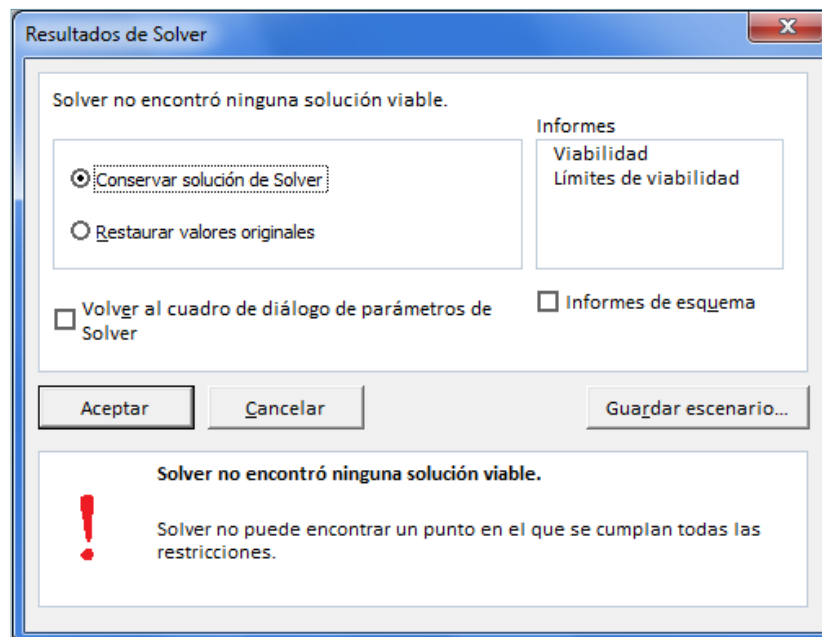 Resultados de Solver
Solver no encontró ninguna solución viable.
Conservar solución de Solver
Restaurar valores originales
Informes
Viabilidad
Límites de viabilidad
Volver al cuadro de diálogo de parámetros de
Solver
Informes de esquema
Aceptar
Cancelar
Guardar escenario...
Solver no encontró ninguna solución viable.
Solver no puede encontrar un punto en el que se cumplan todas las
restricciones.